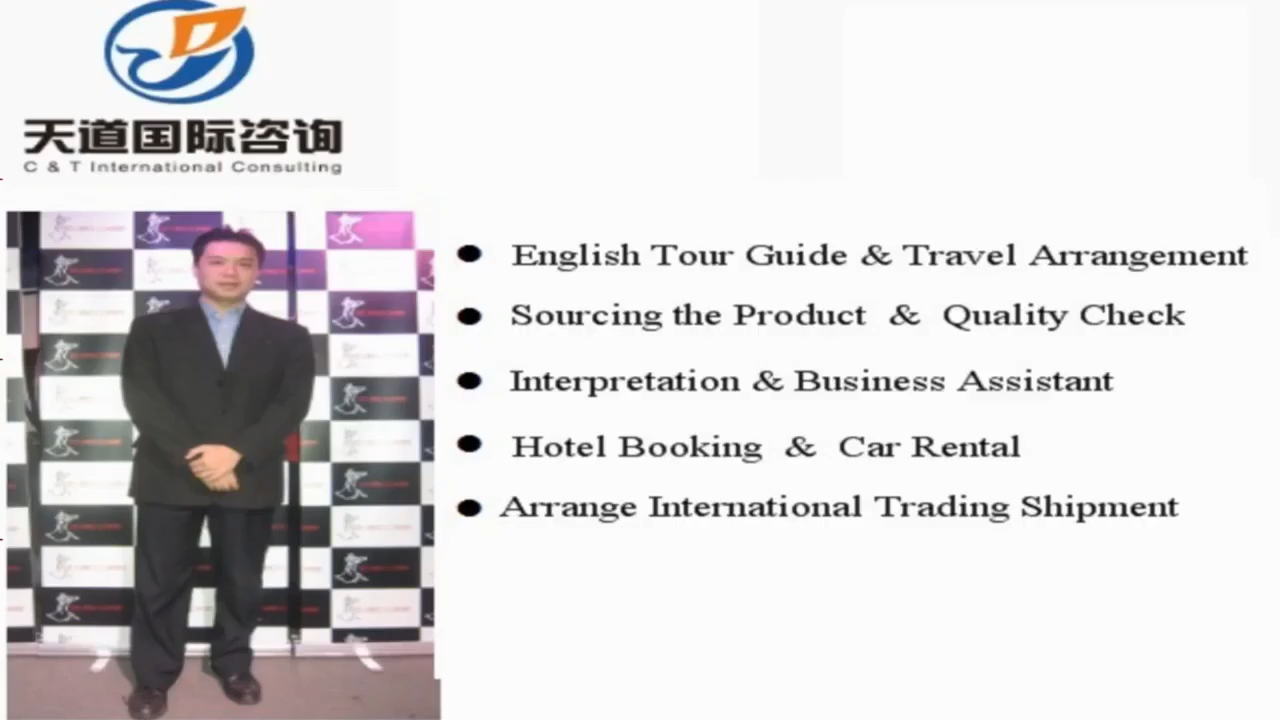 天道国际咨询
C & T International Consulting
● English Tour Guide & Travel Arrangement
● Sourcing the Product & Quality Check
● Interpretation & Business Assistant
● Hotel Booking & Car Rental
● Arrange International Trading Shipment